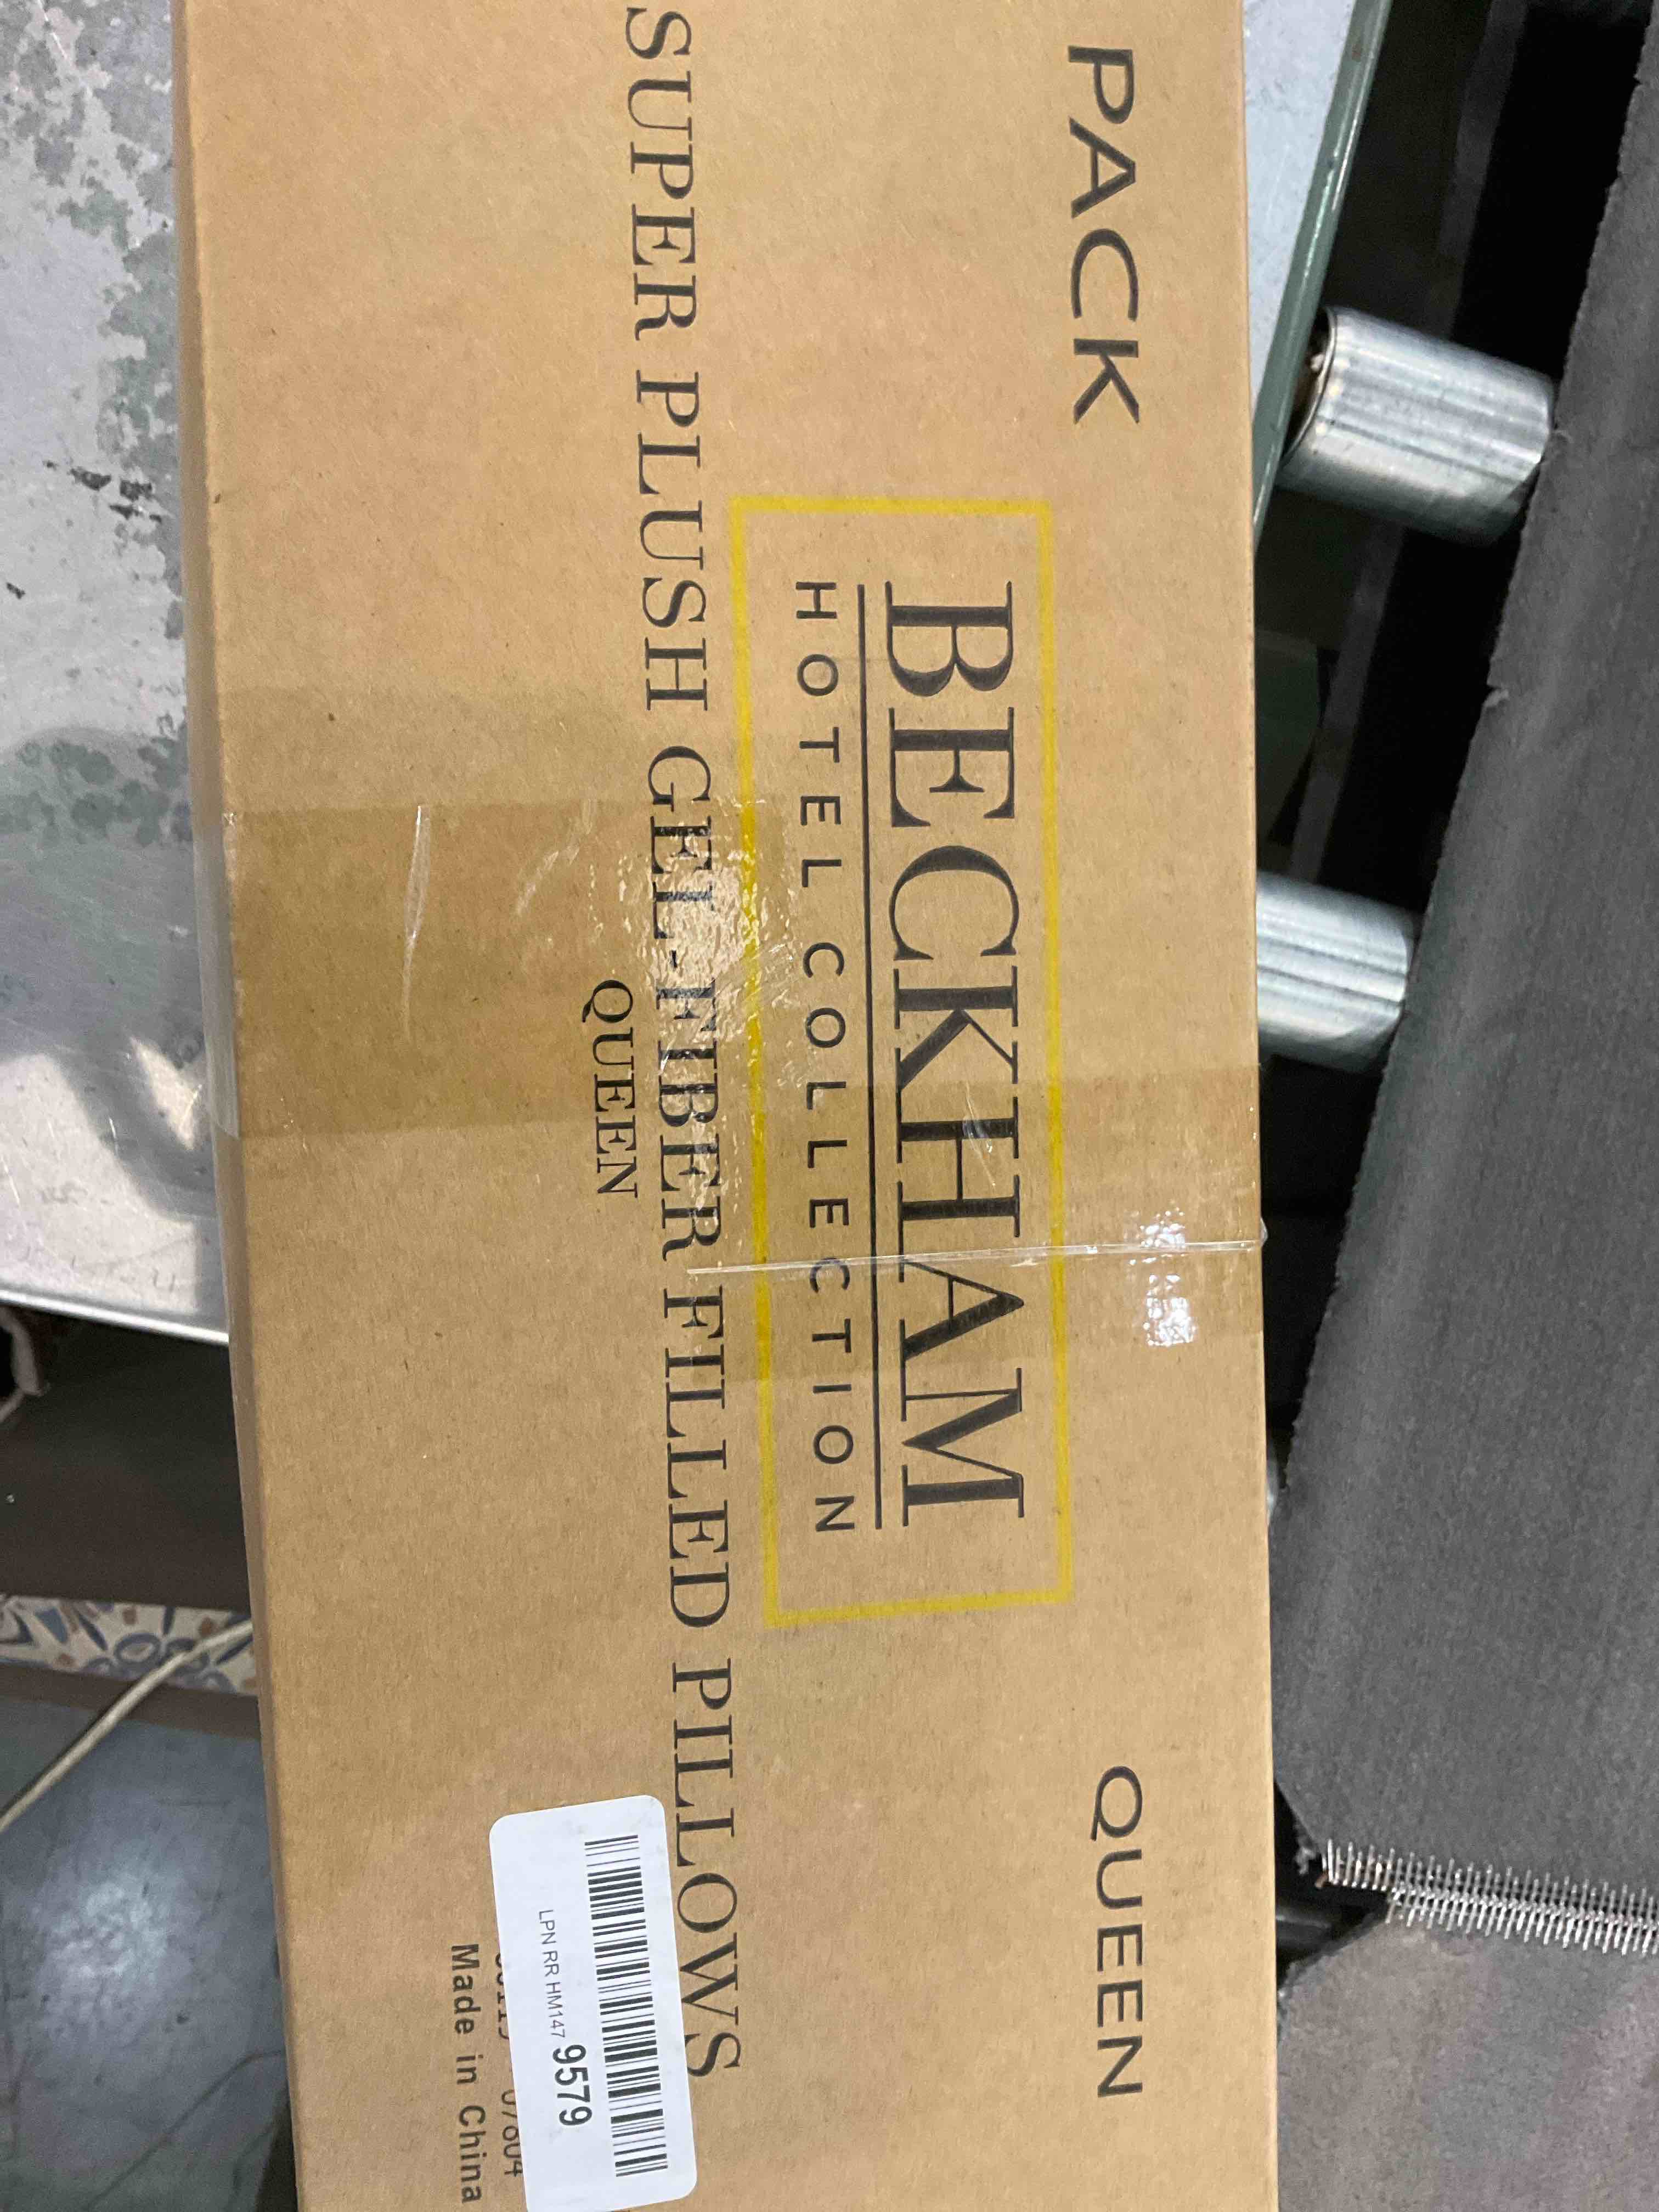 PACK
QUEEN
BECKHAM
HOTEL COLLECTION
SUPER PLUSH GEL-FIBER FILLED PILLOWS
QUEEN
LPN RR HM147 9579
07804
Made in China